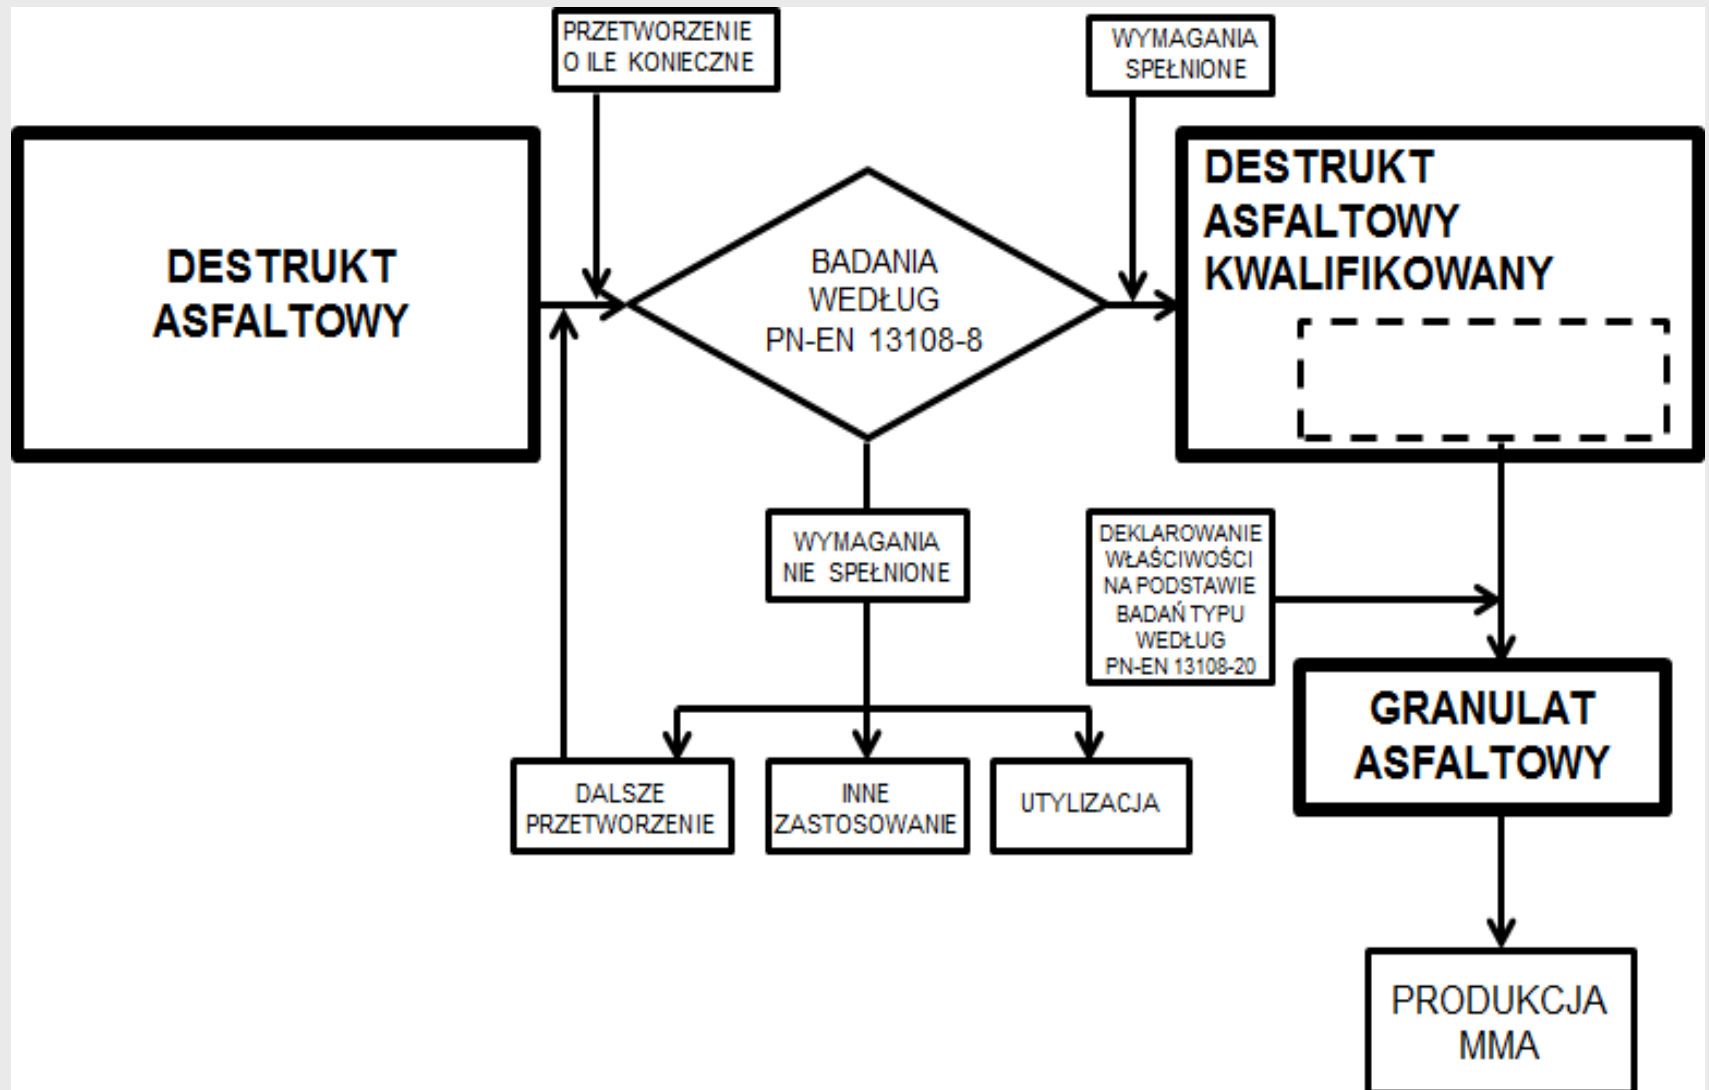 PRZETWORZENIE
O ILE KONIECZNE
WYMAGANIA
SPEŁNIONE
DESTRUKT
ASFALTOWY
BADANIA
WEDŁUG
PN-EN 13108-8
DESTRUKT
ASFALTOWY
KWALIFIKOWANY
WYMAGANIA
NIE SPEŁNIONE
DEKLAROWANIE
WŁAŚCIWOŚCI
NA PODSTAWIE
BADAŃ TYPU
WEDŁUG
PN-EN 13108-20
GRANULAT
ASFALTOWY
DALSZE
PRZETWORZENIE
INNE
ZASTOSOWANIE
UTYLIZACJA
PRODUKCJA
MMA